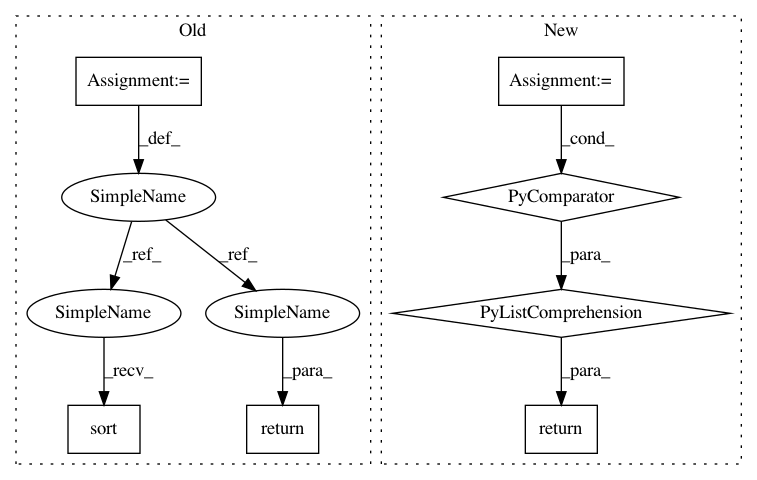 Old
New
Assignment:=
Assignment:=
_def_
_cond_
SimpleName
PyComparator
_ref_
_ref_
_para_
SimpleName
SimpleName
PyListComprehension
_recv_
_para_
_para_
sort
return
return